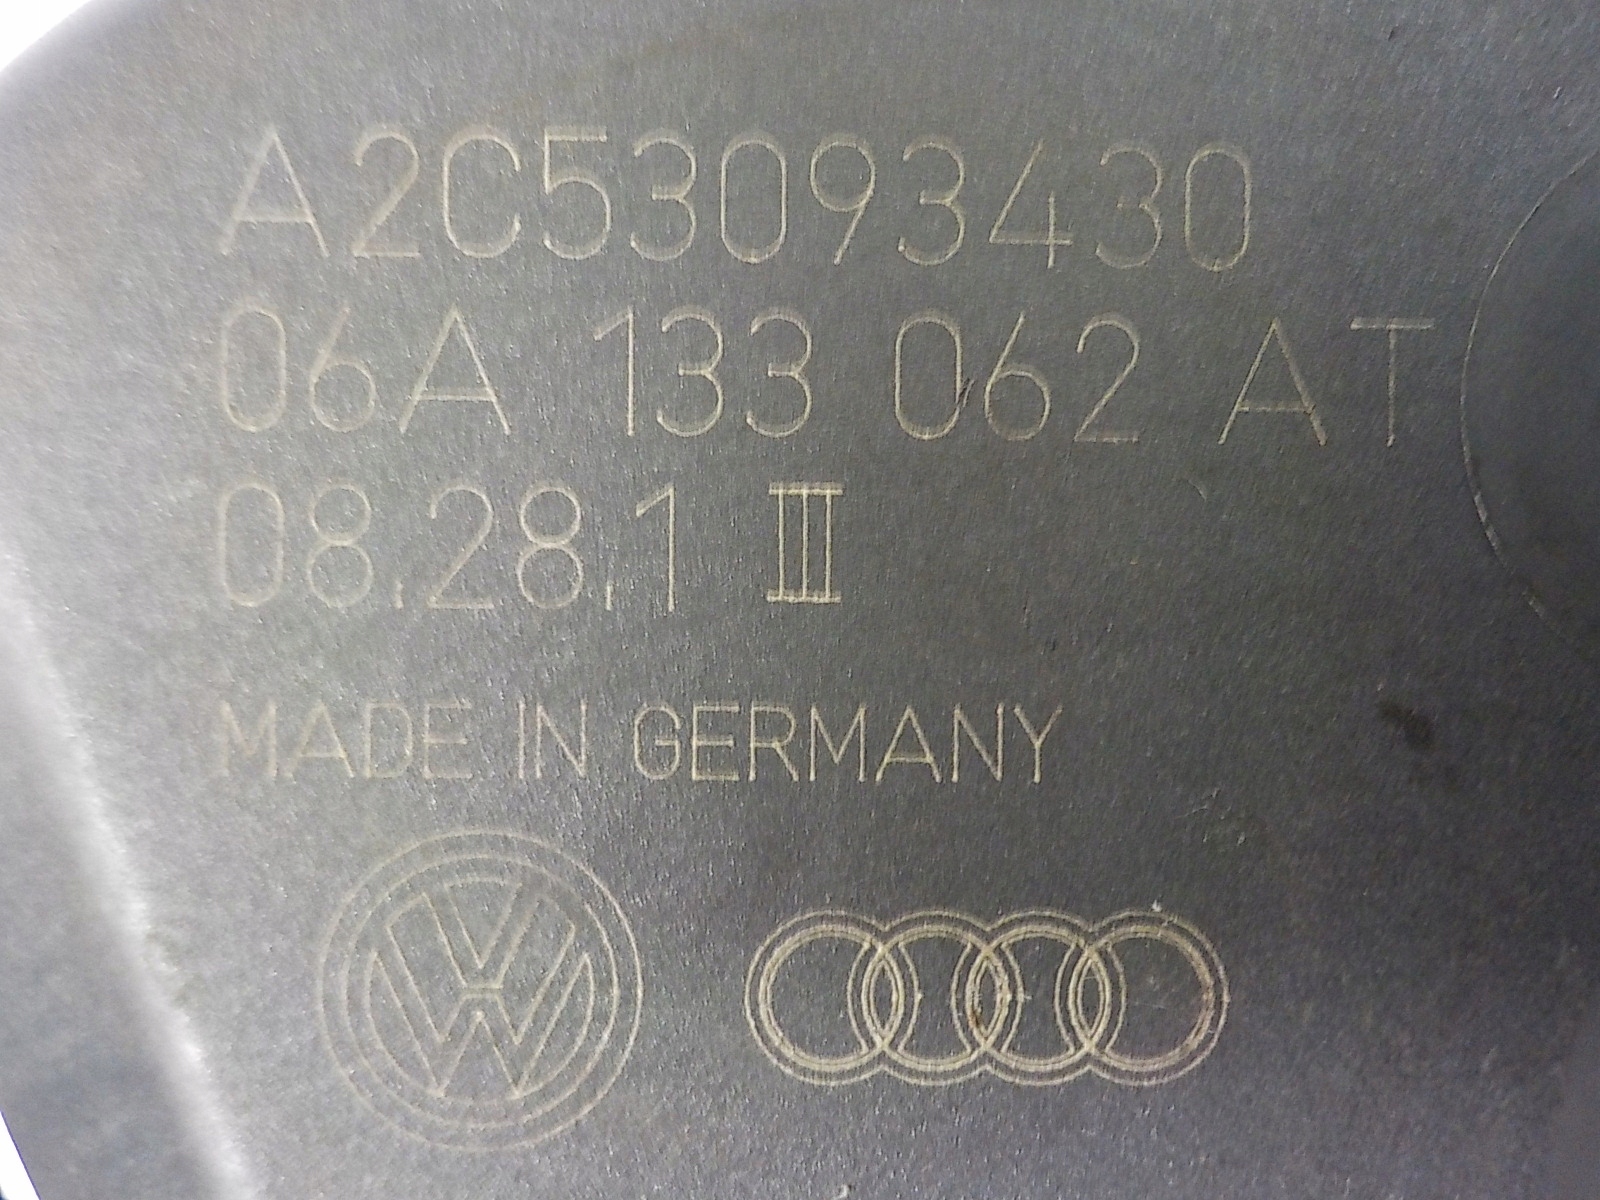 A2C53093430
06A 133 062 AT
08.28.1 III
MADE IN GERMANY